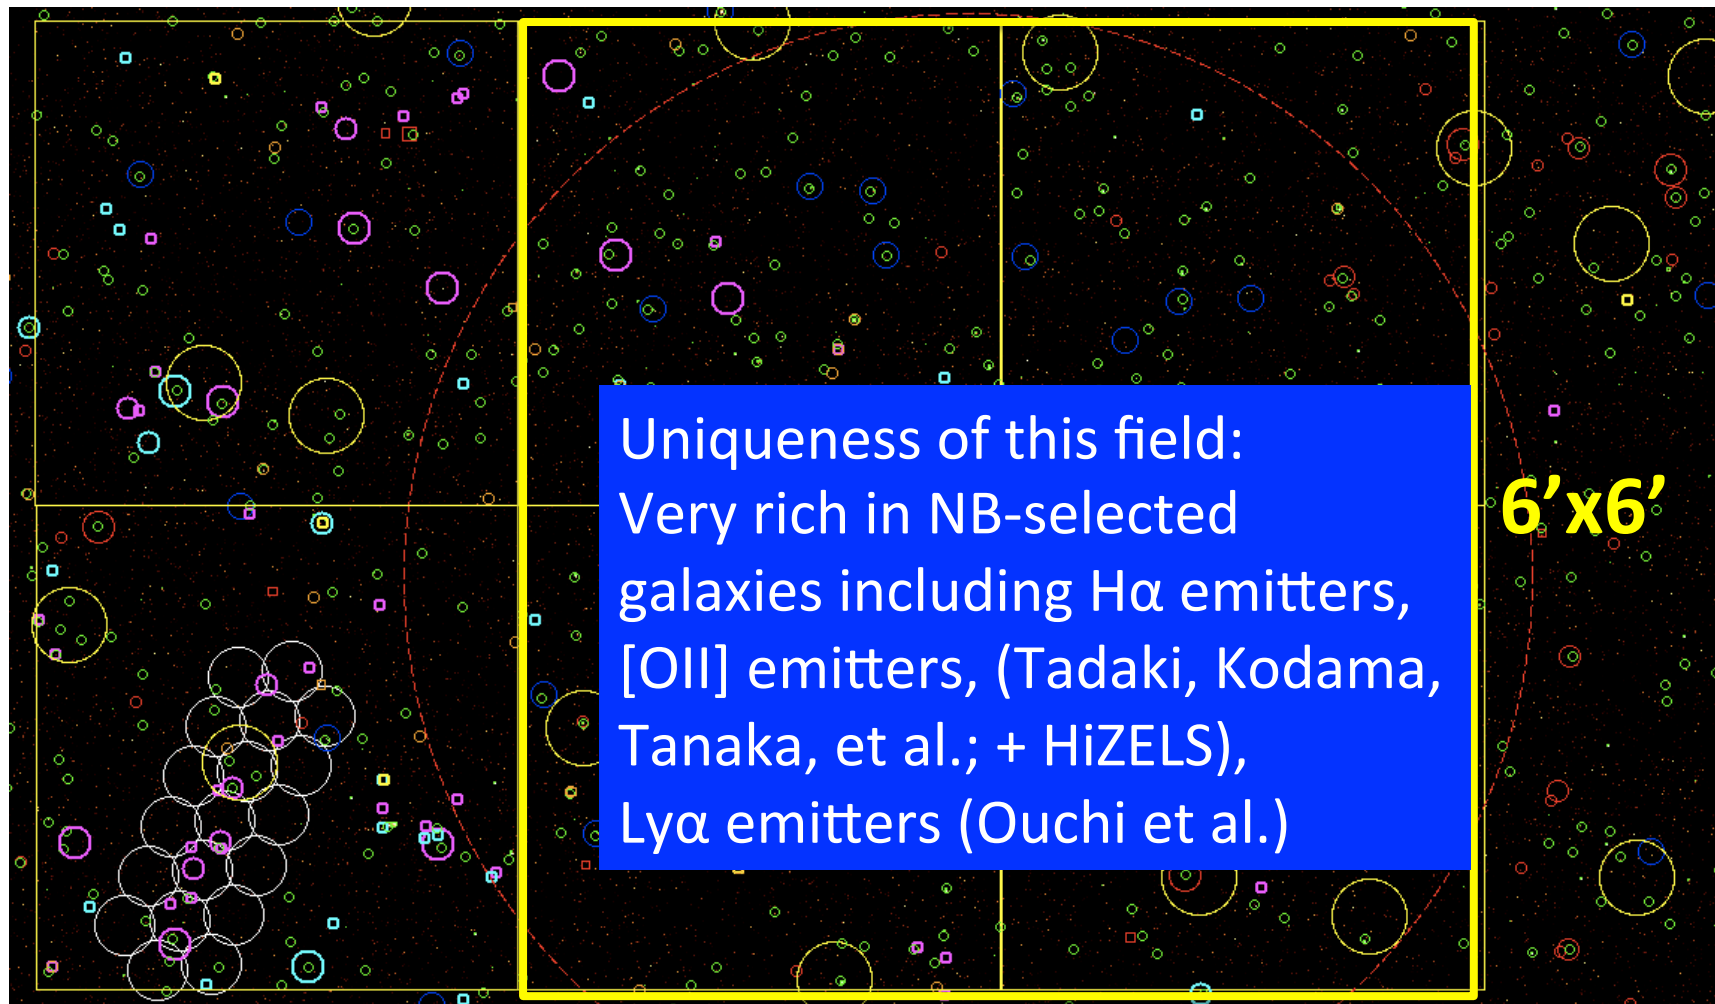 Uniqueness of this field:
Very rich in NB-selected
galaxies including Hα emitters,
[OII] emitters, (Tadaki, Kodama,
Tanaka, et al.; + HiZELS),
Lyα emitters (Ouchi et al.)
6’x6’